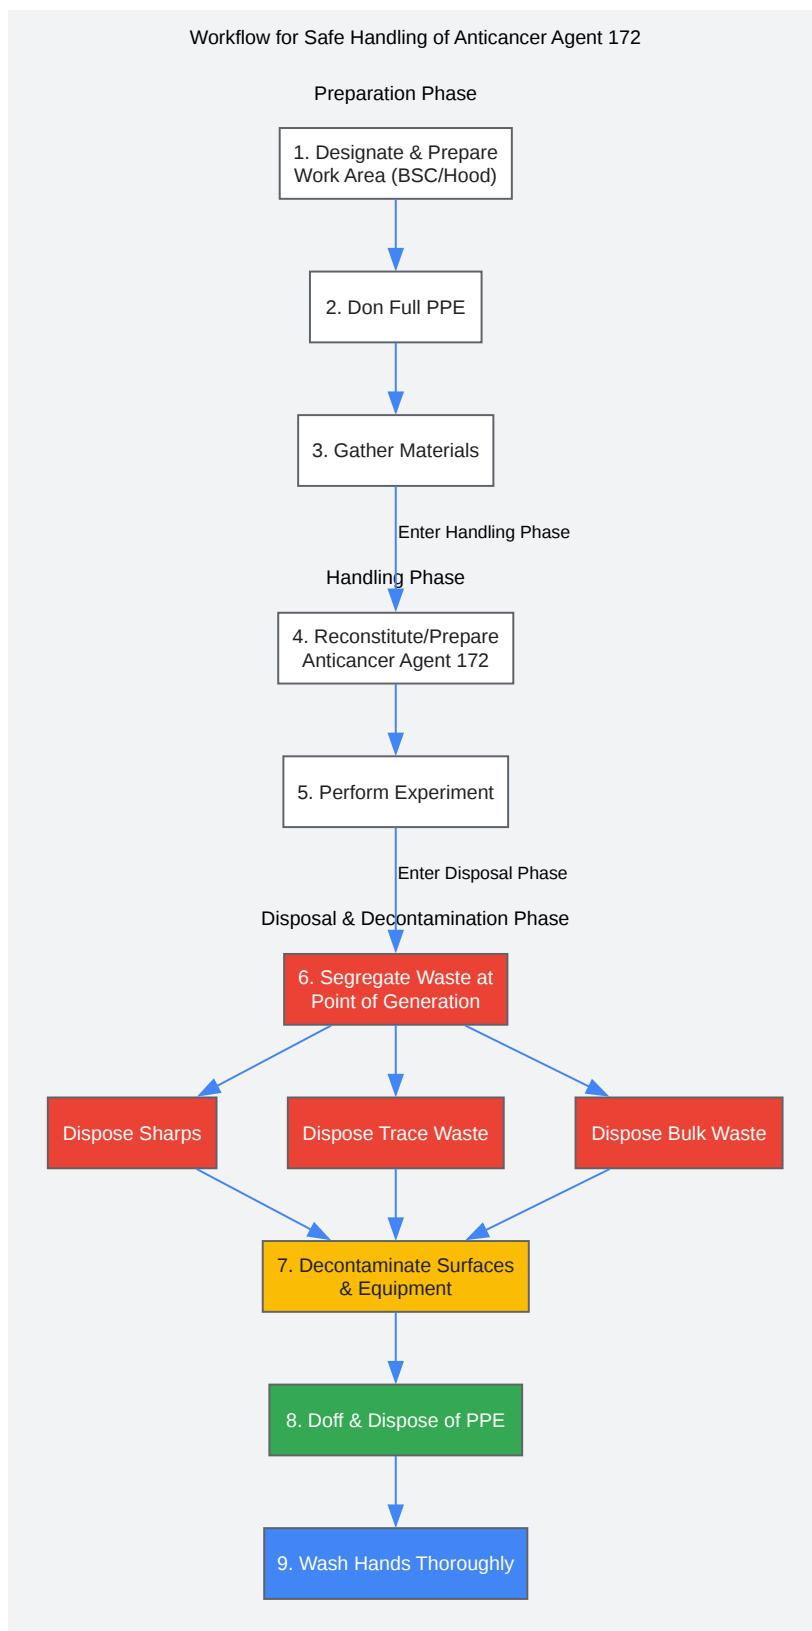 Workflow for Safe Handling of Anticancer Agent 172
Preparation Phase
1. Designate & Prepare
Work Area (BSC/Hood)
2. Don Full PPE
3. Gather Materials
Enter Handling Phase
Handling Phase
4. Reconstitute/Prepare
Anticancer Agent 172
5. Perform Experiment
Enter Disposal Phase
Disposal & Decontamination Phase
6. Segregate Waste at
Point of Generation
Dispose Sharps
Dispose Trace Waste
Dispose Bulk Waste
7. Decontaminate Surfaces
& Equipment
8. Doff & Dispose of PPE
9. Wash Hands Thoroughly